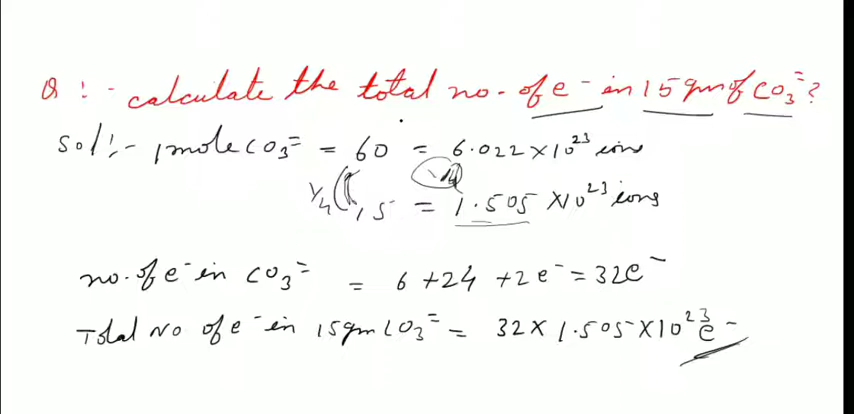 Q :- calculate the total no. of e⁻ in 15 gm of CO₃⁼ ?
Sol:- 1 mole CO₃⁼ = 60 = 6.022 × 10²³ ions
1/4 15 = 1.505 × 10²³ ions
no. of e⁻ in CO₃⁼ = 6 + 24 + 2e⁻ = 32e⁻
Total No of e⁻ in 15gm CO₃⁼ = 32 × 1.505 × 10²³ e⁻